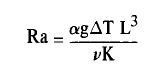 Ra = αgΔT L³ / νK